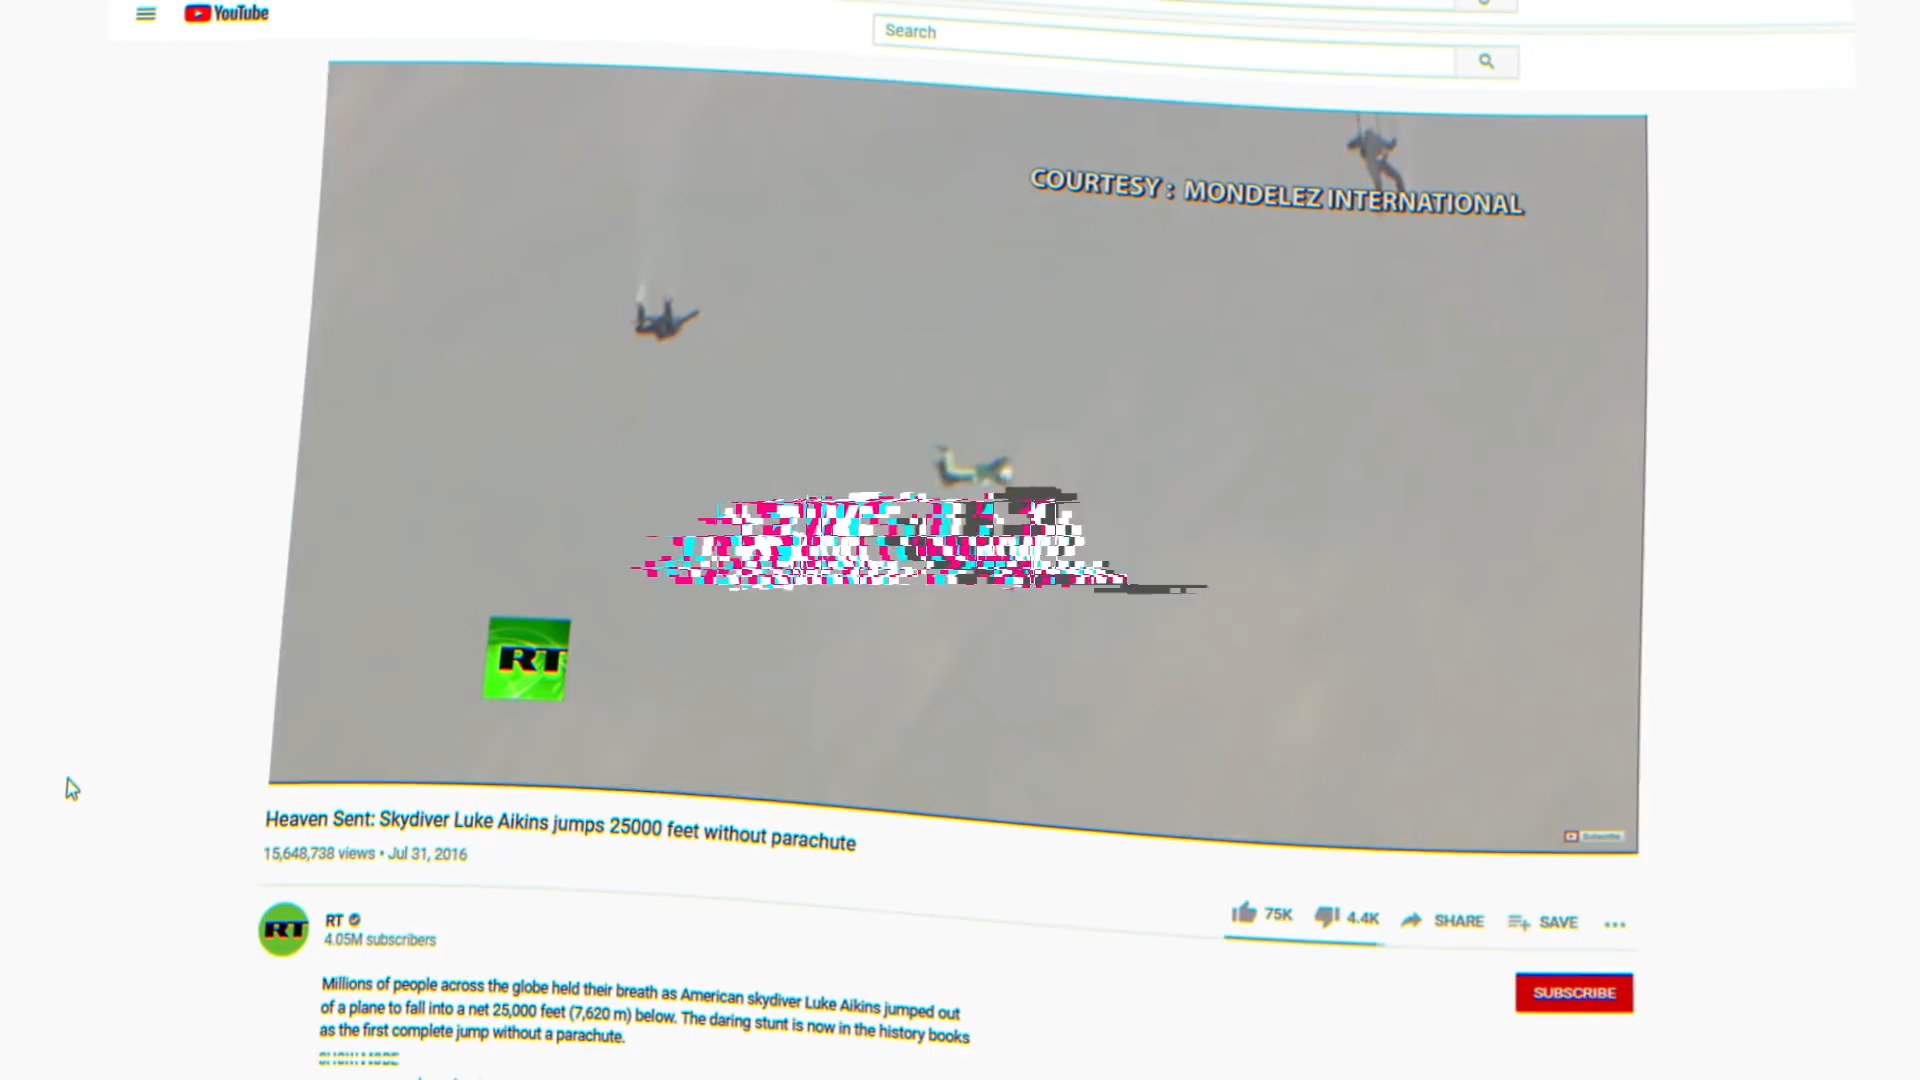 YouTube
Search
COURTESY : MONDELEZ INTERNATIONAL
RT
Heaven Sent: Skydiver Luke Aikins jumps 25000 feet without parachute
15,648,738 views • Jul 31, 2016
75K
4.4K
SHARE
SAVE
RT
RT
4.05M subscribers
SUBSCRIBE
Millions of people across the globe held their breath as American skydiver Luke Aikins jumped out
of a plane to fall into a net 25,000 feet (7,620 m) below. The daring stunt is now in the history books
as the first complete jump without a parachute.
SHOW MORE